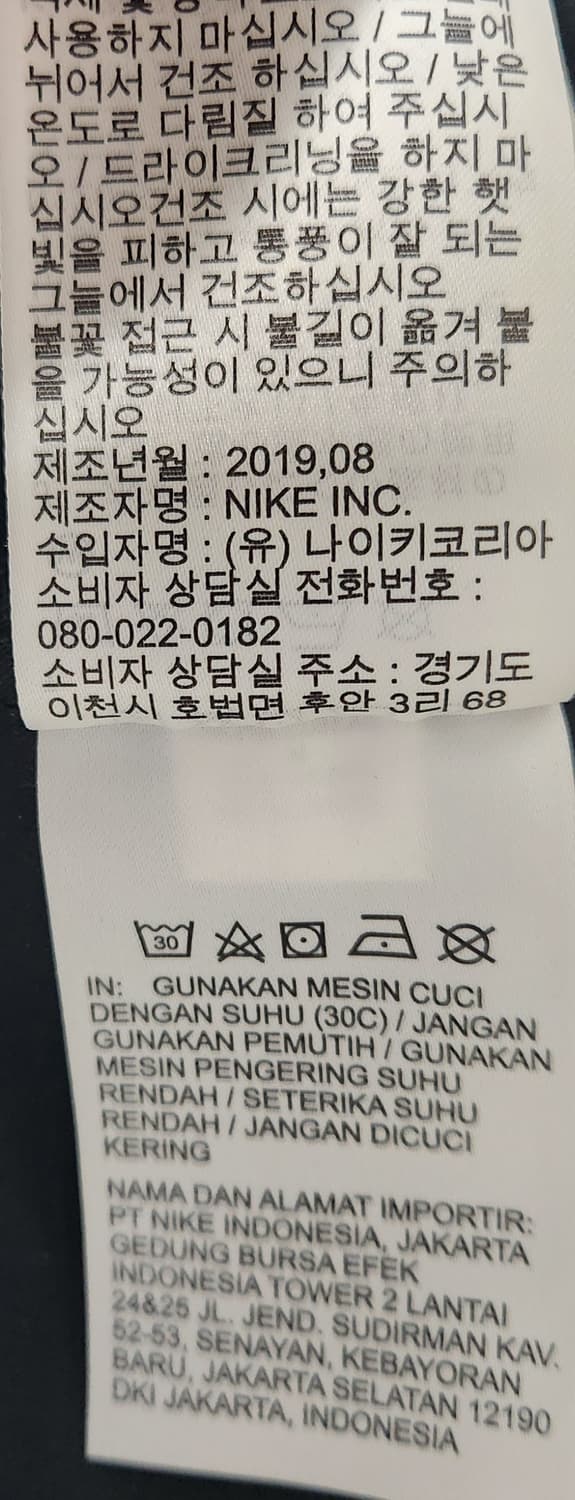 사용하지 마십시오 / 그늘에
뉘어서 건조 하십시오 / 낮은
온도로 다림질 하여 주십시
오 / 드라이크리닝을 하지 마
십시오건조 시에는 강한 햇
빛을 피하고 통풍이 잘 되는
그늘에서 건조하십시오
불꽃 접근 시 불길이 옮겨 붙
을 가능성이 있으니 주의하
십시오
제조년월 : 2019,08
제조자명 : NIKE INC.
수입자명 : (유) 나이키코리아
소비자 상담실 전화번호 :
080-022-0182
소비자 상담실 주소 : 경기도
이천시 호법면 후안 3리 68
30
IN: GUNAKAN MESIN CUCI
DENGAN SUHU (30C) / JANGAN
GUNAKAN PEMUTIH / GUNAKAN
MESIN PENGERING SUHU
RENDAH / SETERIKA SUHU
RENDAH / JANGAN DICUCI
KERING
NAMA DAN ALAMAT IMPORTIR:
PT NIKE INDONESIA, JAKARTA
GEDUNG BURSA EFEK
INDONESIA TOWER 2 LANTAI
24&25 JL. JEND. SUDIRMAN KAV.
52-53, SENAYAN, KEBAYORAN
BARU, JAKARTA SELATAN 12190
DKI JAKARTA, INDONESIA